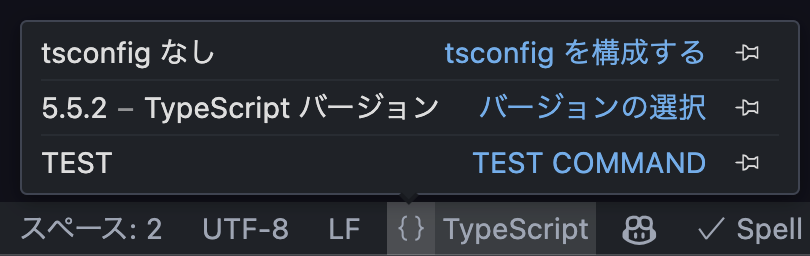 tsconfig なし tsconfig を構成する
5.5.2 – TypeScript バージョン バージョンの選択
TEST TEST COMMAND
スペース: 2 UTF-8 LF {} TypeScript ✓ Spell